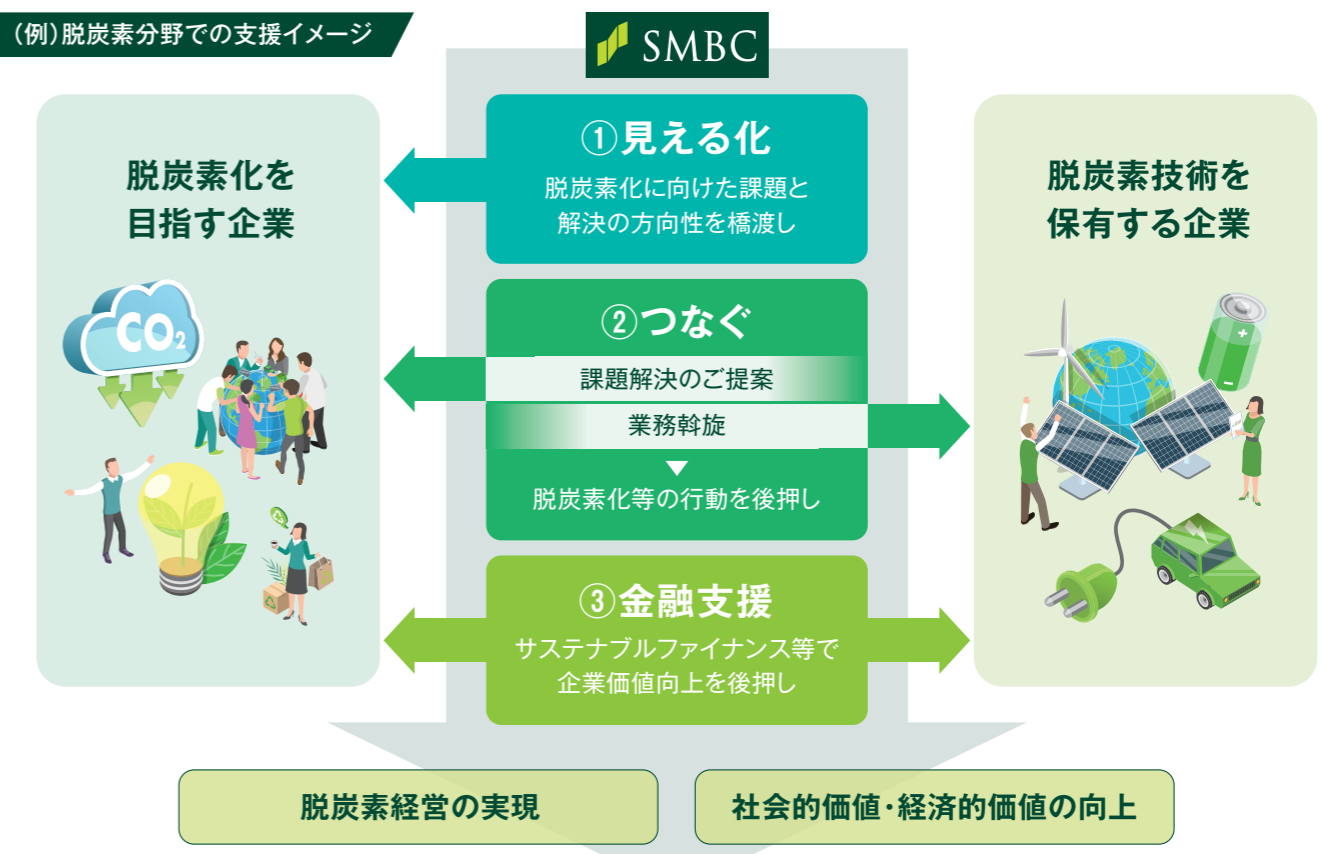 (例)脱炭素分野での支援イメージ
SMBC
脱炭素化を
目指す企業
CO₂
①見える化
脱炭素化に向けた課題と
解決の方向性を橋渡し
②つなぐ
課題解決のご提案
業務斡旋
▼
脱炭素化等の行動を後押し
③金融支援
サステナブルファイナンス等で
企業価値向上を後押し
脱炭素技術を
保有する企業
+
-
脱炭素経営の実現
社会的価値・経済的価値の向上